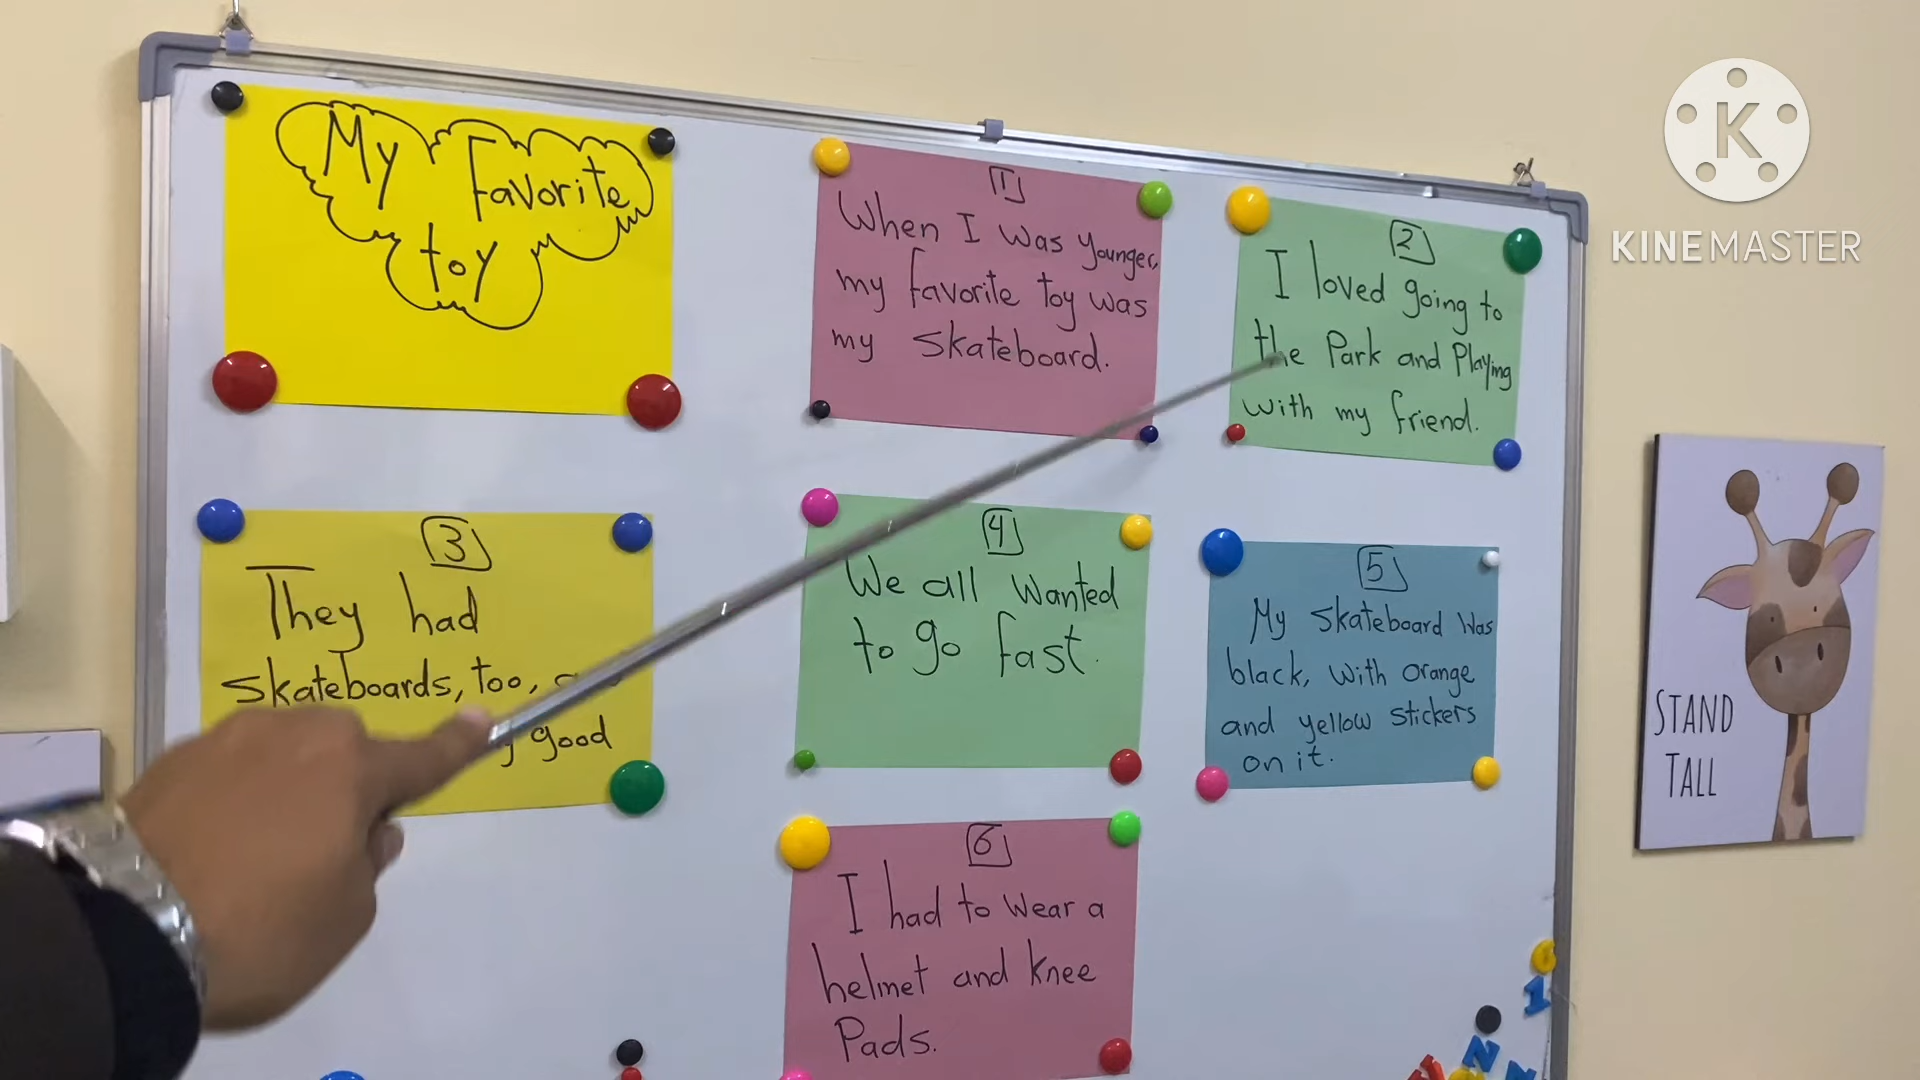 My Favorite
toy
1
When I was younger,
my favorite toy was
my skateboard.
2
I loved going to
the Park and Playing
with my friend.
3
They had
skateboards, too,
good
4
We all wanted
to go fast.
5
My skateboard was
black, with orange
and yellow stickers
on it.
6
I had to wear a
helmet and knee
Pads.
KINEMASTER
STAND
TALL